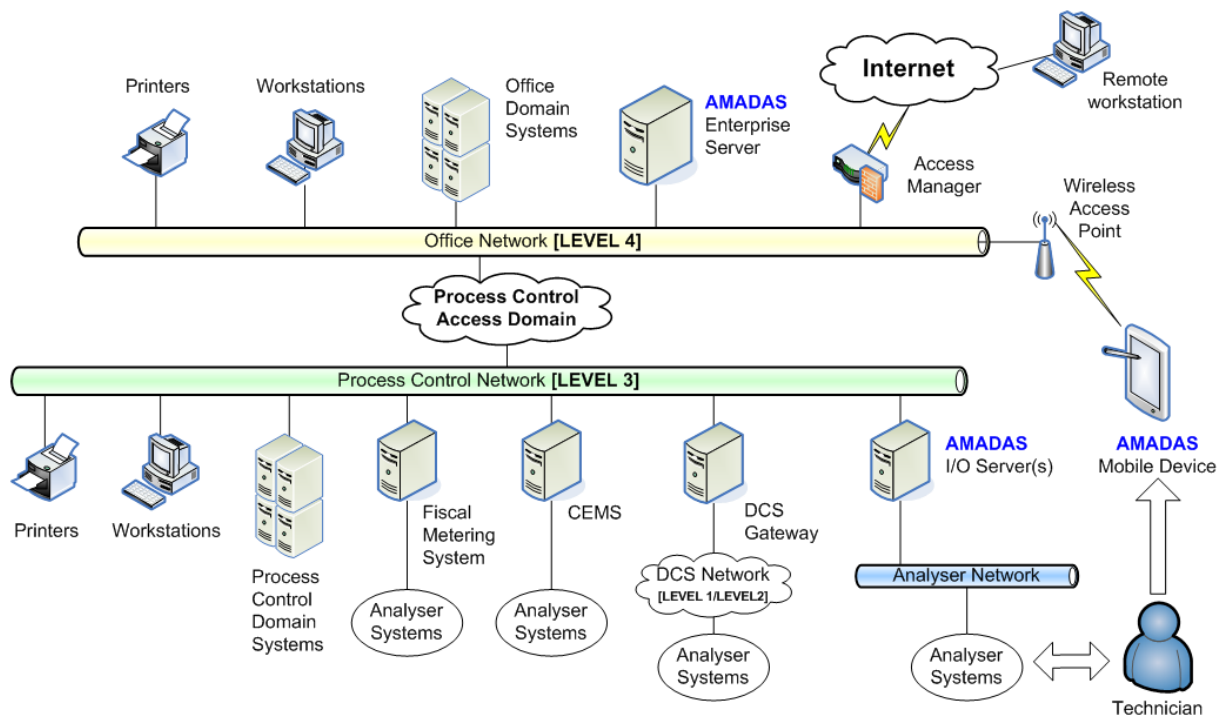 Printers
Workstations
Office
Domain
Systems
AMADAS
Enterprise
Server
Internet
Remote
workstation
Access
Manager
Wireless
Access
Point
Office Network [LEVEL 4]
Process Control
Access Domain
Process Control Network [LEVEL 3]
Printers
Workstations
Process
Control
Domain
Systems
Fiscal
Metering
System
CEMS
DCS
Gateway
AMADAS
I/O Server(s)
AMADAS
Mobile Device
Analyser
Systems
Analyser
Systems
DCS Network
[LEVEL 1/LEVEL2]
Analyser
Systems
Analyser Network
Analyser
Systems
Technician